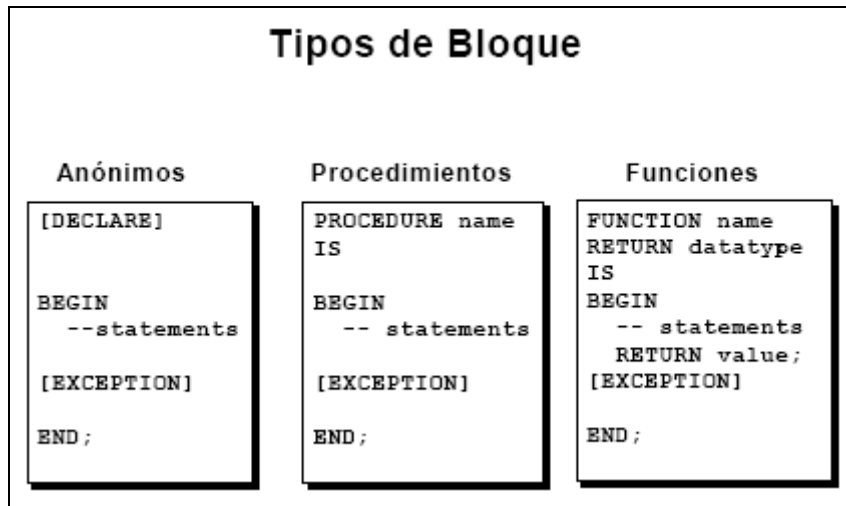 Tipos de Bloque
Anónimos
[DECLARE]
BEGIN
--statements
[EXCEPTION]
END;
Procedimientos
PROCEDURE name
IS
BEGIN
-- statements
[EXCEPTION]
END;
Funciones
FUNCTION name
RETURN datatype
IS
BEGIN
-- statements
RETURN value;
[EXCEPTION]
END;